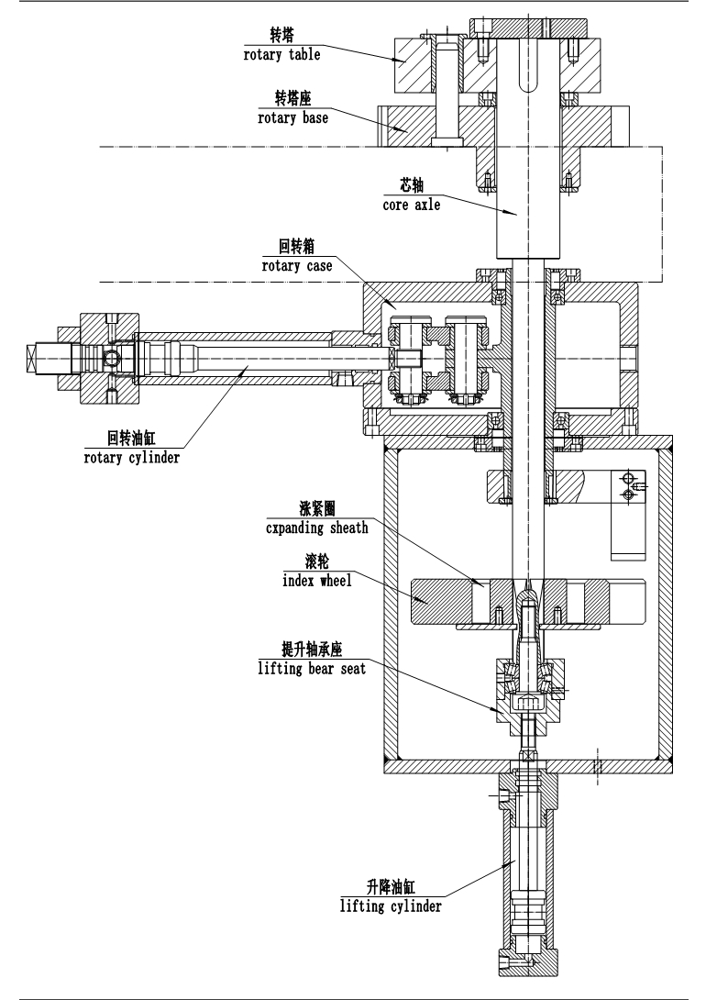 转塔
rotary table
转塔座
rotary base
芯轴
core axle
回转箱
rotary case
回转油缸
rotary cylinder
涨紧圈
cxpanding sheath
滚轮
index wheel
提升轴承座
lifting bear seat
升降油缸
lifting cylinder